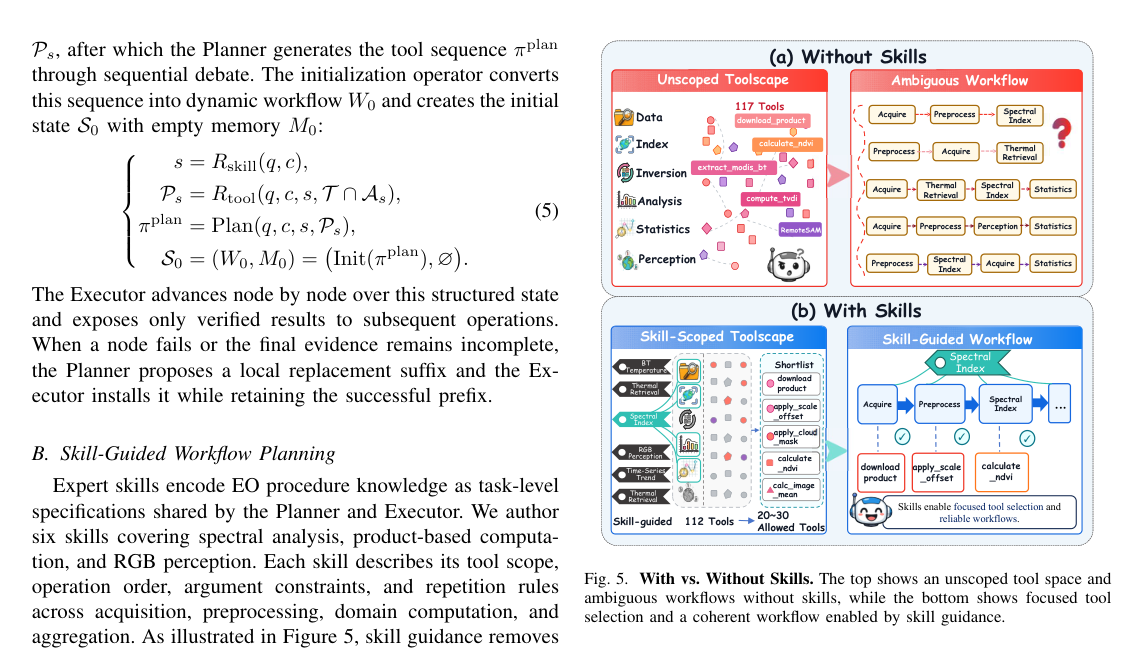 𝒫ₛ, after which the Planner generates the tool sequence π^plan
through sequential debate. The initialization operator converts
this sequence into dynamic workflow W₀ and creates the initial
state 𝒮₀ with empty memory M₀:
s = R_skill(q, c),
𝒫ₛ = R_tool(q, c, s, 𝒯 ∩ 𝒜ₛ),
π^plan = Plan(q, c, s, 𝒫ₛ),
𝒮₀ = (W₀, M₀) = (Init(π^plan), ∅).
(5)
The Executor advances node by node over this structured state
and exposes only verified results to subsequent operations.
When a node fails or the final evidence remains incomplete,
the Planner proposes a local replacement suffix and the Ex-
ecutor installs it while retaining the successful prefix.
B. Skill-Guided Workflow Planning
Expert skills encode EO procedure knowledge as task-level
specifications shared by the Planner and Executor. We author
six skills covering spectral analysis, product-based computa-
tion, and RGB perception. Each skill describes its tool scope,
operation order, argument constraints, and repetition rules
across acquisition, preprocessing, domain computation, and
aggregation. As illustrated in Figure 5, skill guidance removes
(a) Without Skills
Unscoped Toolscape
117 Tools
Data
Index
Inversion
Analysis
Statistics
Perception
download_product
calculate_ndvi
extract_modis_bt
compute_tvdi
RemoteSAM
Ambiguous Workflow
Acquire Preprocess Spectral
Index
?
Preprocess Acquire Thermal
Retrieval
Acquire Thermal
Retrieval Spectral
Index Statistics
Acquire Preprocess Perception Statistics
Preprocess Spectral
Index Acquire Statistics
(b) With Skills
Skill-Scoped Toolscape
BT
Temperature
Thermal
Retrieval
Spectral
Index
RGB
Perception
Time-Series
Trend
Thermal
Retrieval
Shortlist
download
product
apply_scale
_offset
apply_cloud
_mask
calculate
_ndvi
calc_image
_mean
Skill-guided 112 Tools → 20~30
Allowed Tools
Skill-Guided Workflow
Spectral
Index
Acquire Preprocess Spectral
Index ...
download
product
apply_scale
_offset
calculate
_ndvi
Skills enable focused tool selection and
reliable workflows.
Fig. 5. With vs. Without Skills. The top shows an unscoped tool space and
ambiguous workflows without skills, while the bottom shows focused tool
selection and a coherent workflow enabled by skill guidance.